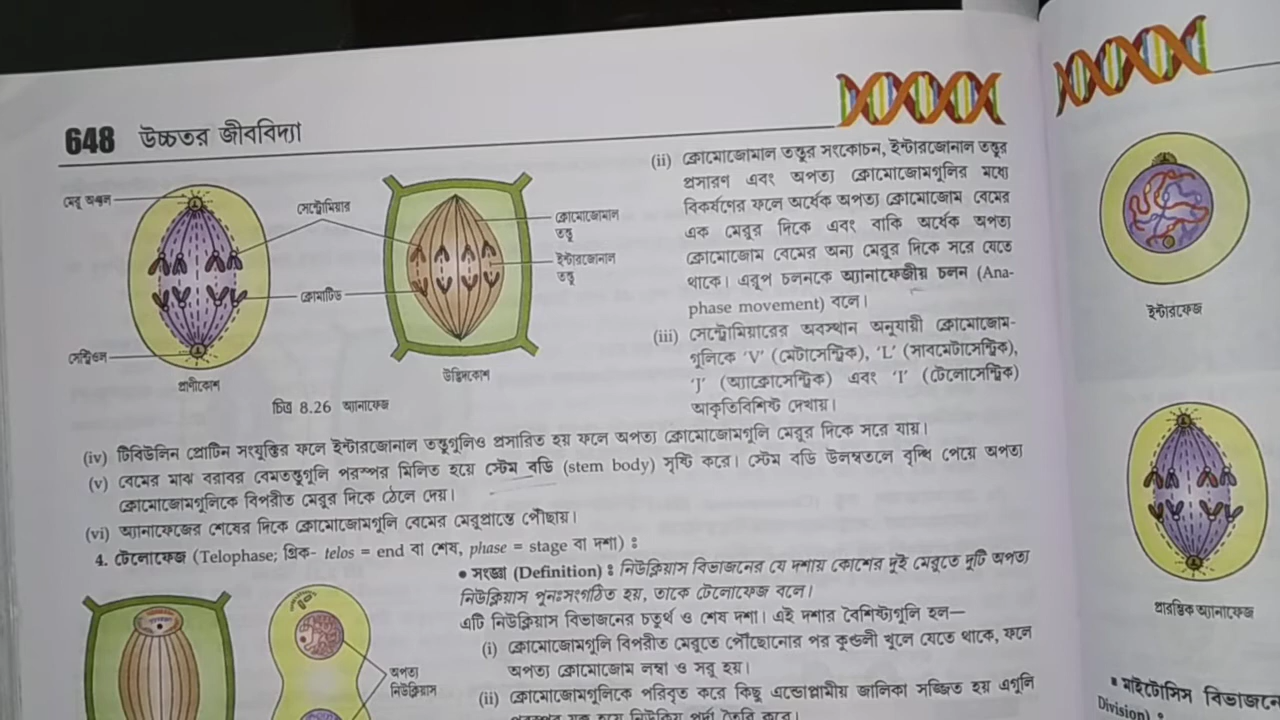 648 উচ্চতর জীববিদ্যা
মেরু অঞ্চল
সেন্ট্রোমিয়ার
ক্রোমোজোমাল
তন্তু
ইন্টারজোনাল
তন্তু
ক্রোমাটিড
সেন্ট্রিওল
প্রাণীকোশ
উদ্ভিদকোশ
চিত্র 8.26 অ্যানাফেজ
(ii) ক্রোমোজোমাল তন্তুর সংকোচন, ইন্টারজোনাল তন্তুর
প্রসারণ এবং অপত্য ক্রোমোজোমগুলির মধ্যে
বিকর্ষণের ফলে অর্ধেক অপত্য ক্রোমোজোম বেমের
এক মেরুর দিকে এবং বাকি অর্ধেক অপত্য
ক্রোমোজোম বেমের অন্য মেরুর দিকে সরে যেতে
থাকে। এরূপ চলনকে অ্যানাফেজীয় চলন (Ana-
phase movement) বলে।
(iii) সেন্ট্রোমিয়ারের অবস্থান অনুযায়ী ক্রোমোজোম-
গুলিকে ‘V’ (মেটাসেন্ট্রিক), ‘L’ (সাবমেটাসেন্ট্রিক),
‘J’ (অ্যাক্রোসেন্ট্রিক) এবং ‘I’ (টেলোসেন্ট্রিক)
আকৃতিবিশিষ্ট দেখায়।
(iv) টিবিউলিন প্রোটিন সংযুক্তির ফলে ইন্টারজোনাল তন্তুগুলিও প্রসারিত হয় ফলে অপত্য ক্রোমোজোমগুলি মেরুর দিকে সরে যায়।
(v) বেমের মাঝ বরাবর বেমতন্তুগুলি পরস্পর মিলিত হয়ে স্টেম বডি (stem body) সৃষ্টি করে। স্টেম বডি উলম্বতলে বৃদ্ধি পেয়ে অপত্য
ক্রোমোজোমগুলিকে বিপরীত মেরুর দিকে ঠেলে দেয়।
(vi) অ্যানাফেজের শেষের দিকে ক্রোমোজোমগুলি বেমের মেরুপ্রান্তে পৌঁছায়।
4. টেলোফেজ (Telophase; গ্রিক- telos = end বা শেষ, phase = stage বা দশা) :
• সংজ্ঞা (Definition) : নিউক্লিয়াস বিভাজনের যে দশায় কোশের দুই মেরুতে দুটি অপত্য
নিউক্লিয়াস পুনঃসংগঠিত হয়, তাকে টেলোফেজ বলে।
এটি নিউক্লিয়াস বিভাজনের চতুর্থ ও শেষ দশা। এই দশার বৈশিষ্ট্যগুলি হল—
(i) ক্রোমোজোমগুলি বিপরীত মেরুতে পৌঁছোনোর পর কুণ্ডলী খুলে যেতে থাকে, ফলে
অপত্য ক্রোমোজোম লম্বা ও সরু হয়।
(ii) ক্রোমোজোমগুলিকে পরিবৃত করে কিছু এন্ডোপ্লাসমীয় জালিকা সজ্জিত হয় এগুলি
অপত্য
নিউক্লিয়াস
ইন্টারফেজ
প্রারম্ভিক অ্যানাফেজ
▪ মাইটোসিস বিভাজনে
Division) :